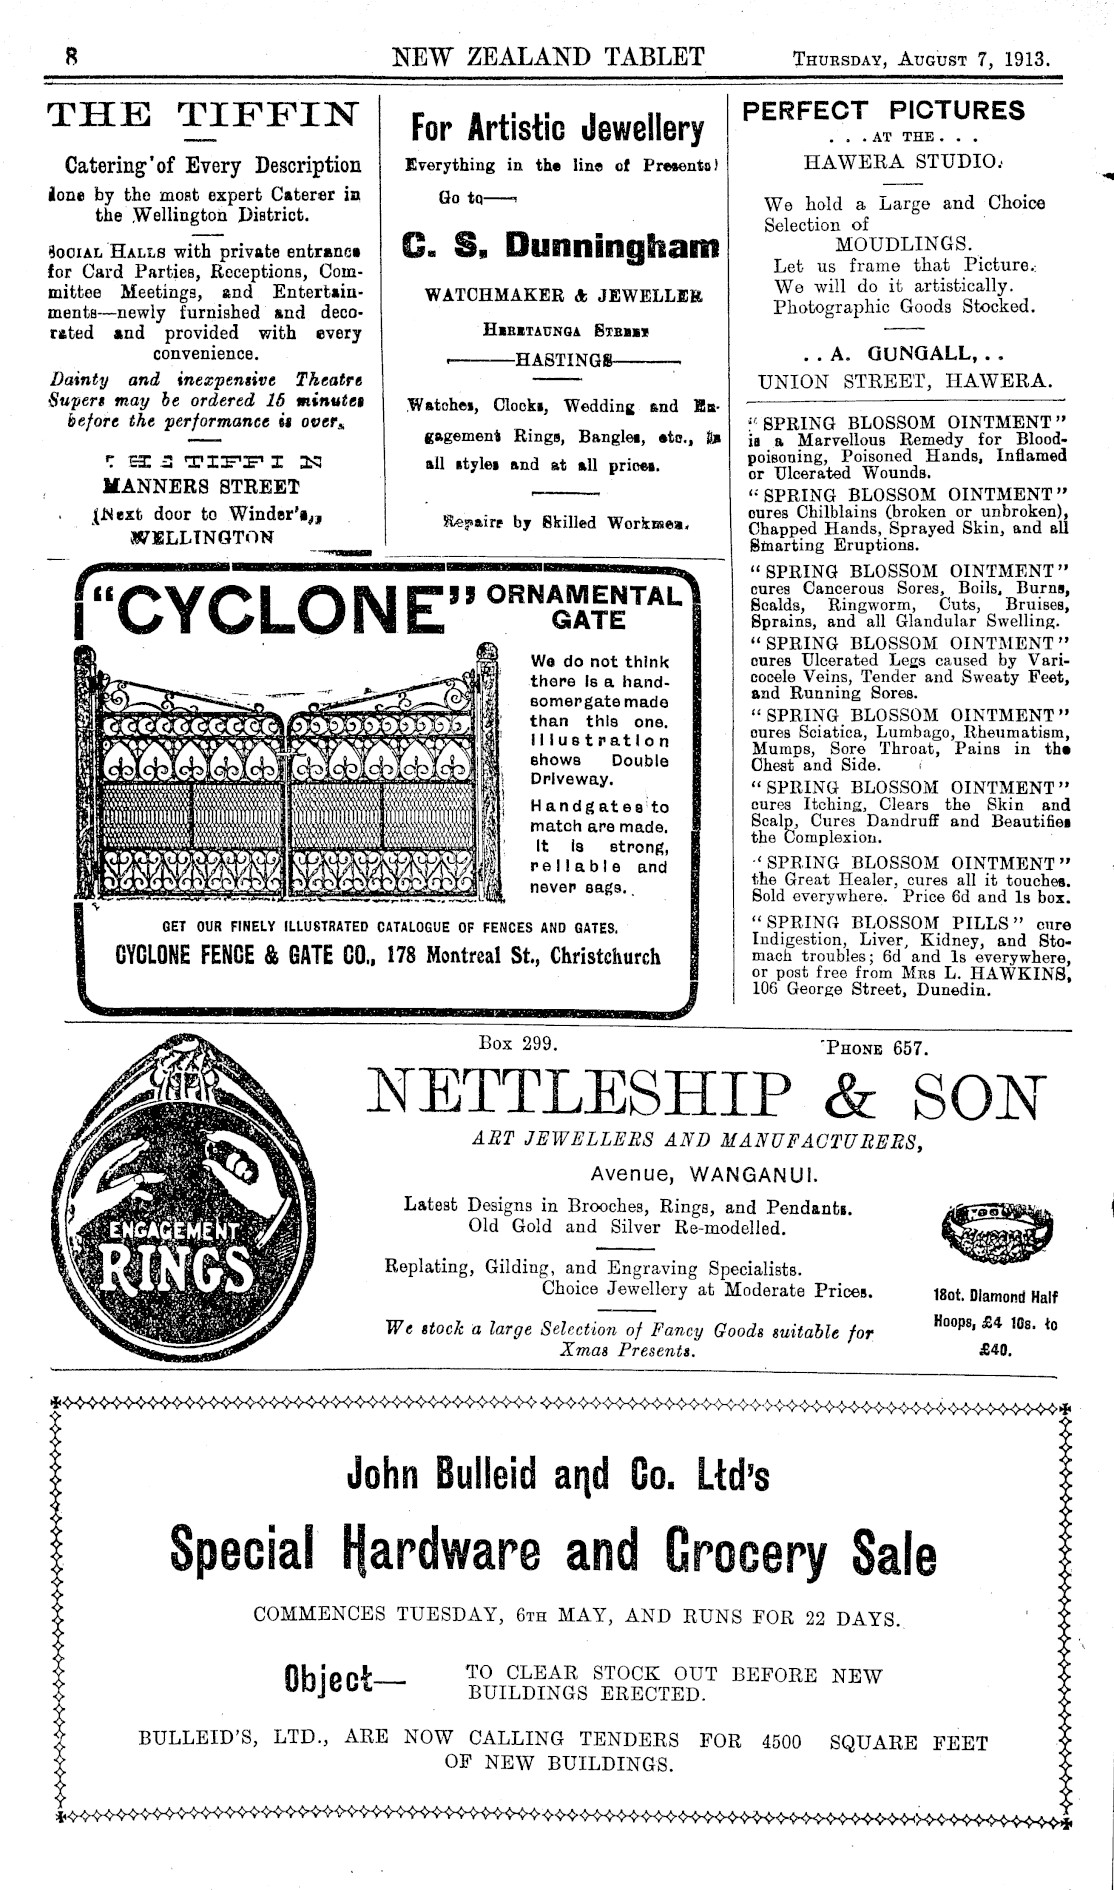 8
NEW ZEALAND TABLET
THURSDAY, AUGUST 7, 1913.
THE TIFFIN
Catering of Every Description
done by the most expert Caterer in
the Wellington District.
SOCIAL HALLS with private entrance
for Card Parties, Receptions, Com-
mittee Meetings, and Entertain-
ments—newly furnished and deco-
rated and provided with every
convenience.
Dainty and inexpensive Theatre
Supers may be ordered 15 minutes
before the performance is over.
THE TIFFIN
MANNERS STREET
(Next door to Winder's,)
WELLINGTON
For Artistic Jewellery
Everything in the line of Presents!
Go to—
C. S. Dunningham
WATCHMAKER & JEWELLER
HERETAUNGA STREET
——HASTINGS——
Watches, Clocks, Wedding and En-
gagement Rings, Bangles, etc., in
all styles and at all prices.
Repairs by Skilled Workmen.
PERFECT PICTURES
. . . AT THE . . .
HAWERA STUDIO.
We hold a Large and Choice
Selection of
MOUDLINGS.
Let us frame that Picture.
We will do it artistically.
Photographic Goods Stocked.
. . A. GUNGALL, . .
UNION STREET, HAWERA.
"SPRING BLOSSOM OINTMENT"
is a Marvellous Remedy for Blood-
poisoning, Poisoned Hands, Inflamed
or Ulcerated Wounds.
"SPRING BLOSSOM OINTMENT"
cures Chilblains (broken or unbroken),
Chapped Hands, Sprayed Skin, and all
Smarting Eruptions.
"SPRING BLOSSOM OINTMENT"
cures Cancerous Sores, Boils, Burns,
Scalds, Ringworm, Cuts, Bruises,
Sprains, and all Glandular Swelling.
"SPRING BLOSSOM OINTMENT"
cures Ulcerated Legs caused by Vari-
cocele Veins, Tender and Sweaty Feet,
and Running Sores.
"SPRING BLOSSOM OINTMENT"
cures Sciatica, Lumbago, Rheumatism,
Mumps, Sore Throat, Pains in the
Chest and Side.
"SPRING BLOSSOM OINTMENT"
cures Itching, Clears the Skin and
Scalp, Cures Dandruff and Beautifies
the Complexion.
"SPRING BLOSSOM OINTMENT"
the Great Healer, cures all it touches.
Sold everywhere. Price 6d and 1s box.
"SPRING BLOSSOM PILLS" cure
Indigestion, Liver, Kidney, and Sto-
mach troubles; 6d and 1s everywhere,
or post free from MRS L. HAWKINS,
106 George Street, Dunedin.
"CYCLONE" ORNAMENTAL
GATE
We do not think
there is a hand-
somer gate made
than this one.
Illustration
shows Double
Driveway.
Handgates to
match are made.
It is strong,
reliable and
never sags.
GET OUR FINELY ILLUSTRATED CATALOGUE OF FENCES AND GATES.
CYCLONE FENCE & GATE CO., 178 Montreal St., Christchurch
Box 299.
'PHONE 657.
NETTLESHIP & SON
ART JEWELLERS AND MANUFACTURERS,
Avenue, WANGANUI.
Latest Designs in Brooches, Rings, and Pendants.
Old Gold and Silver Re-modelled.
Replating, Gilding, and Engraving Specialists.
Choice Jewellery at Moderate Prices.
We stock a large Selection of Fancy Goods suitable for
Xmas Presents.
ENGAGEMENT
RINGS
18ct. Diamond Half
Hoops, £4 10s. to
£40.
John Bulleid and Co. Ltd's
Special Hardware and Grocery Sale
COMMENCES TUESDAY, 6TH MAY, AND RUNS FOR 22 DAYS.
Object—
TO CLEAR STOCK OUT BEFORE NEW
BUILDINGS ERECTED.
BULLEID'S, LTD., ARE NOW CALLING TENDERS FOR 4500 SQUARE FEET
OF NEW BUILDINGS.